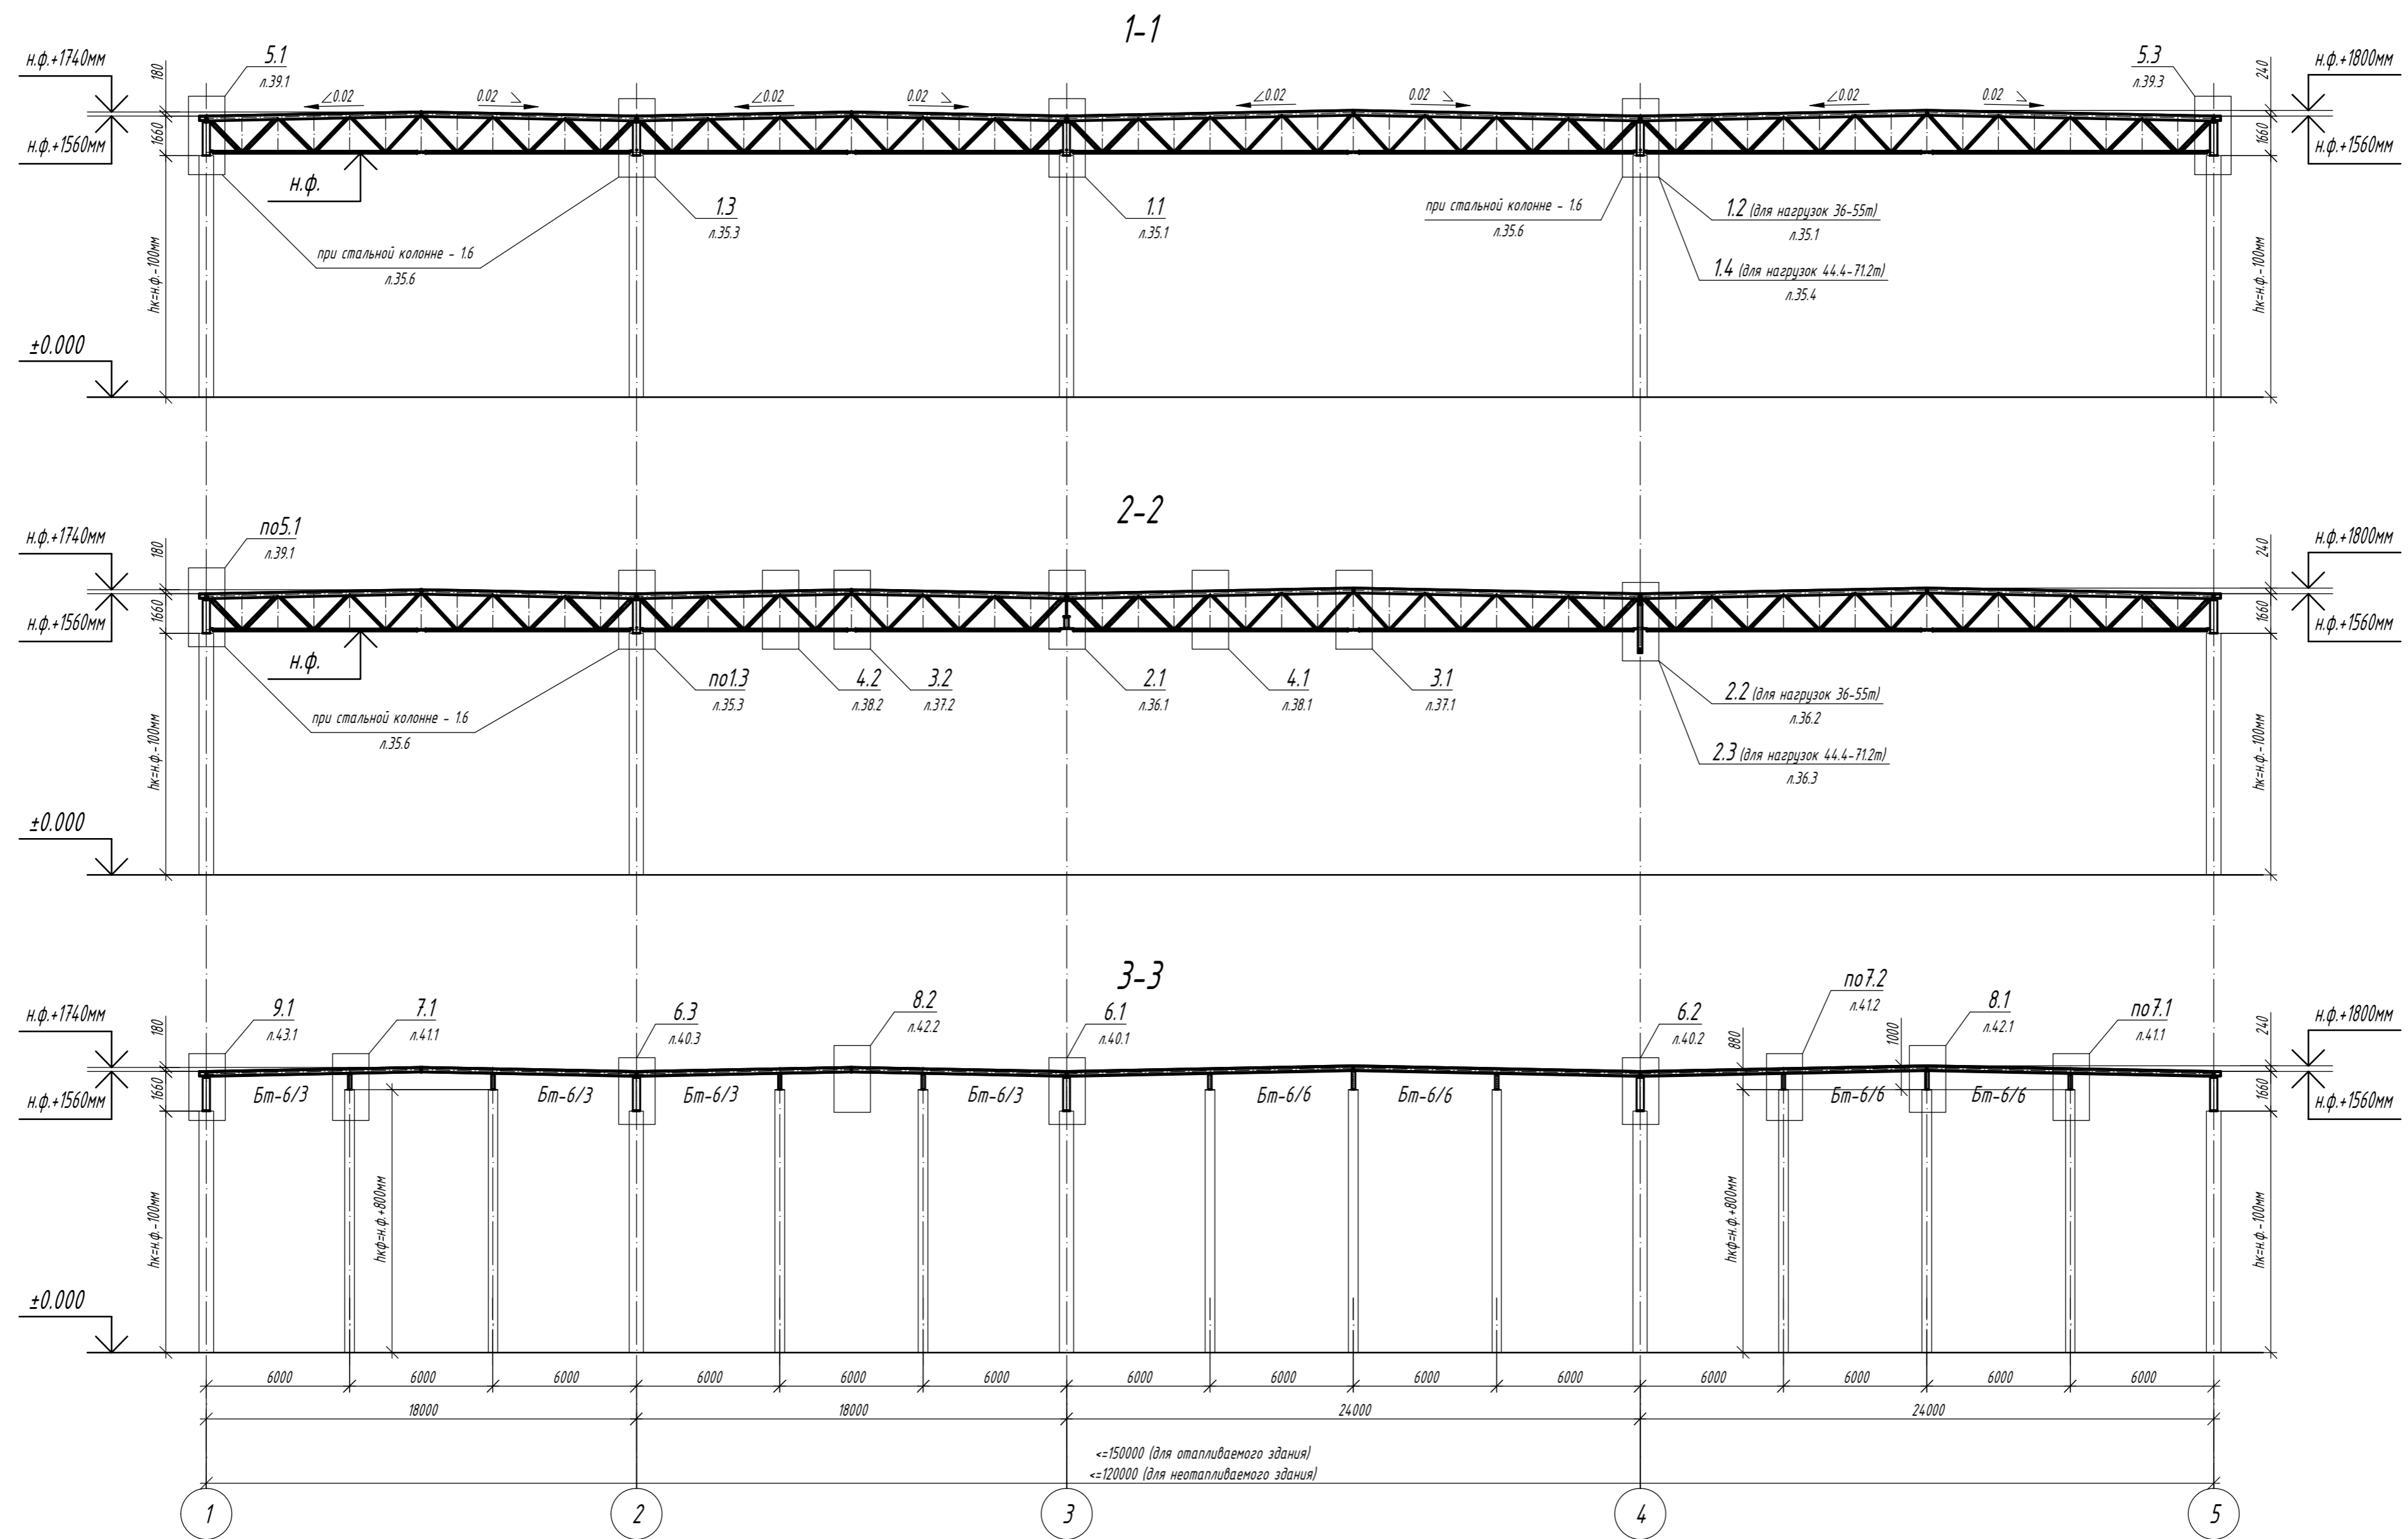 1-1
н.ф.+1740мм
180
5.1
л.39.1
5.3
л.39.3
240
н.ф.+1800мм
∠0.02
0.02
∠0.02
0.02
∠0.02
0.02
∠0.02
0.02
н.ф.+1560мм
1660
1660
н.ф.+1560мм
н.ф.
1.3
л.35.3
1.1
л.35.1
при стальной колонне - 1.6
л.35.6
1.2 (для нагрузок 36-55т)
л.35.1
при стальной колонне - 1.6
л.35.6
1.4 (для нагрузок 44.4-71.2т)
л.35.4
hк=н.ф.-100мм
hк=н.ф.-100мм
±0.000
2-2
н.ф.+1740мм
180
по5.1
л.39.1
240
н.ф.+1800мм
н.ф.+1560мм
1660
1660
н.ф.+1560мм
н.ф.
по1.3
л.35.3
4.2
л.38.2
3.2
л.37.2
2.1
л.36.1
4.1
л.38.1
3.1
л.37.1
2.2 (для нагрузок 36-55т)
л.36.2
при стальной колонне - 1.6
л.35.6
2.3 (для нагрузок 44.4-71.2т)
л.36.3
hк=н.ф.-100мм
hк=н.ф.-100мм
±0.000
3-3
н.ф.+1740мм
180
9.1
л.43.1
7.1
л.41.1
6.3
л.40.3
8.2
л.42.2
6.1
л.40.1
6.2
л.40.2
по7.2
л.41.2
8.1
л.42.1
по7.1
л.41.1
880
1000
240
н.ф.+1800мм
н.ф.+1560мм
1660
Бт-6/3
Бт-6/3
Бт-6/3
Бт-6/3
Бт-6/6
Бт-6/6
Бт-6/6
Бт-6/6
1660
н.ф.+1560мм
hк=н.ф.-100мм
hкф=н.ф.+800мм
hкф=н.ф.+800мм
hк=н.ф.-100мм
±0.000
6000
6000
6000
6000
6000
6000
6000
6000
6000
6000
6000
6000
6000
6000
18000
18000
24000
24000
<=150000 (для отапливаемого здания)
<=120000 (для неотапливаемого здания)
1
2
3
4
5